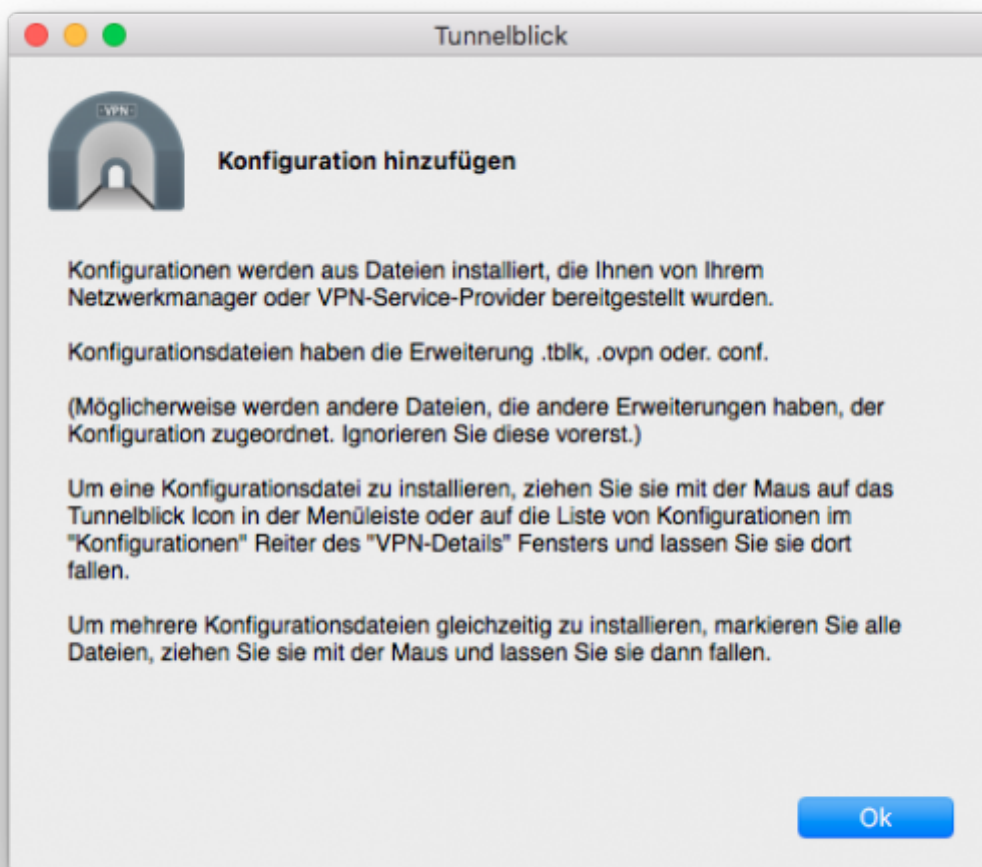 Tunnelblick
VPN
Konfiguration hinzufügen
Konfigurationen werden aus Dateien installiert, die Ihnen von Ihrem
Netzwerkmanager oder VPN-Service-Provider bereitgestellt wurden.
Konfigurationsdateien haben die Erweiterung .tblk, .ovpn oder. conf.
(Möglicherweise werden andere Dateien, die andere Erweiterungen haben, der
Konfiguration zugeordnet. Ignorieren Sie diese vorerst.)
Um eine Konfigurationsdatei zu installieren, ziehen Sie sie mit der Maus auf das
Tunnelblick Icon in der Menüleiste oder auf die Liste von Konfigurationen im
"Konfigurationen" Reiter des "VPN-Details" Fensters und lassen Sie sie dort
fallen.
Um mehrere Konfigurationsdateien gleichzeitig zu installieren, markieren Sie alle
Dateien, ziehen Sie sie mit der Maus und lassen Sie sie dann fallen.
Ok